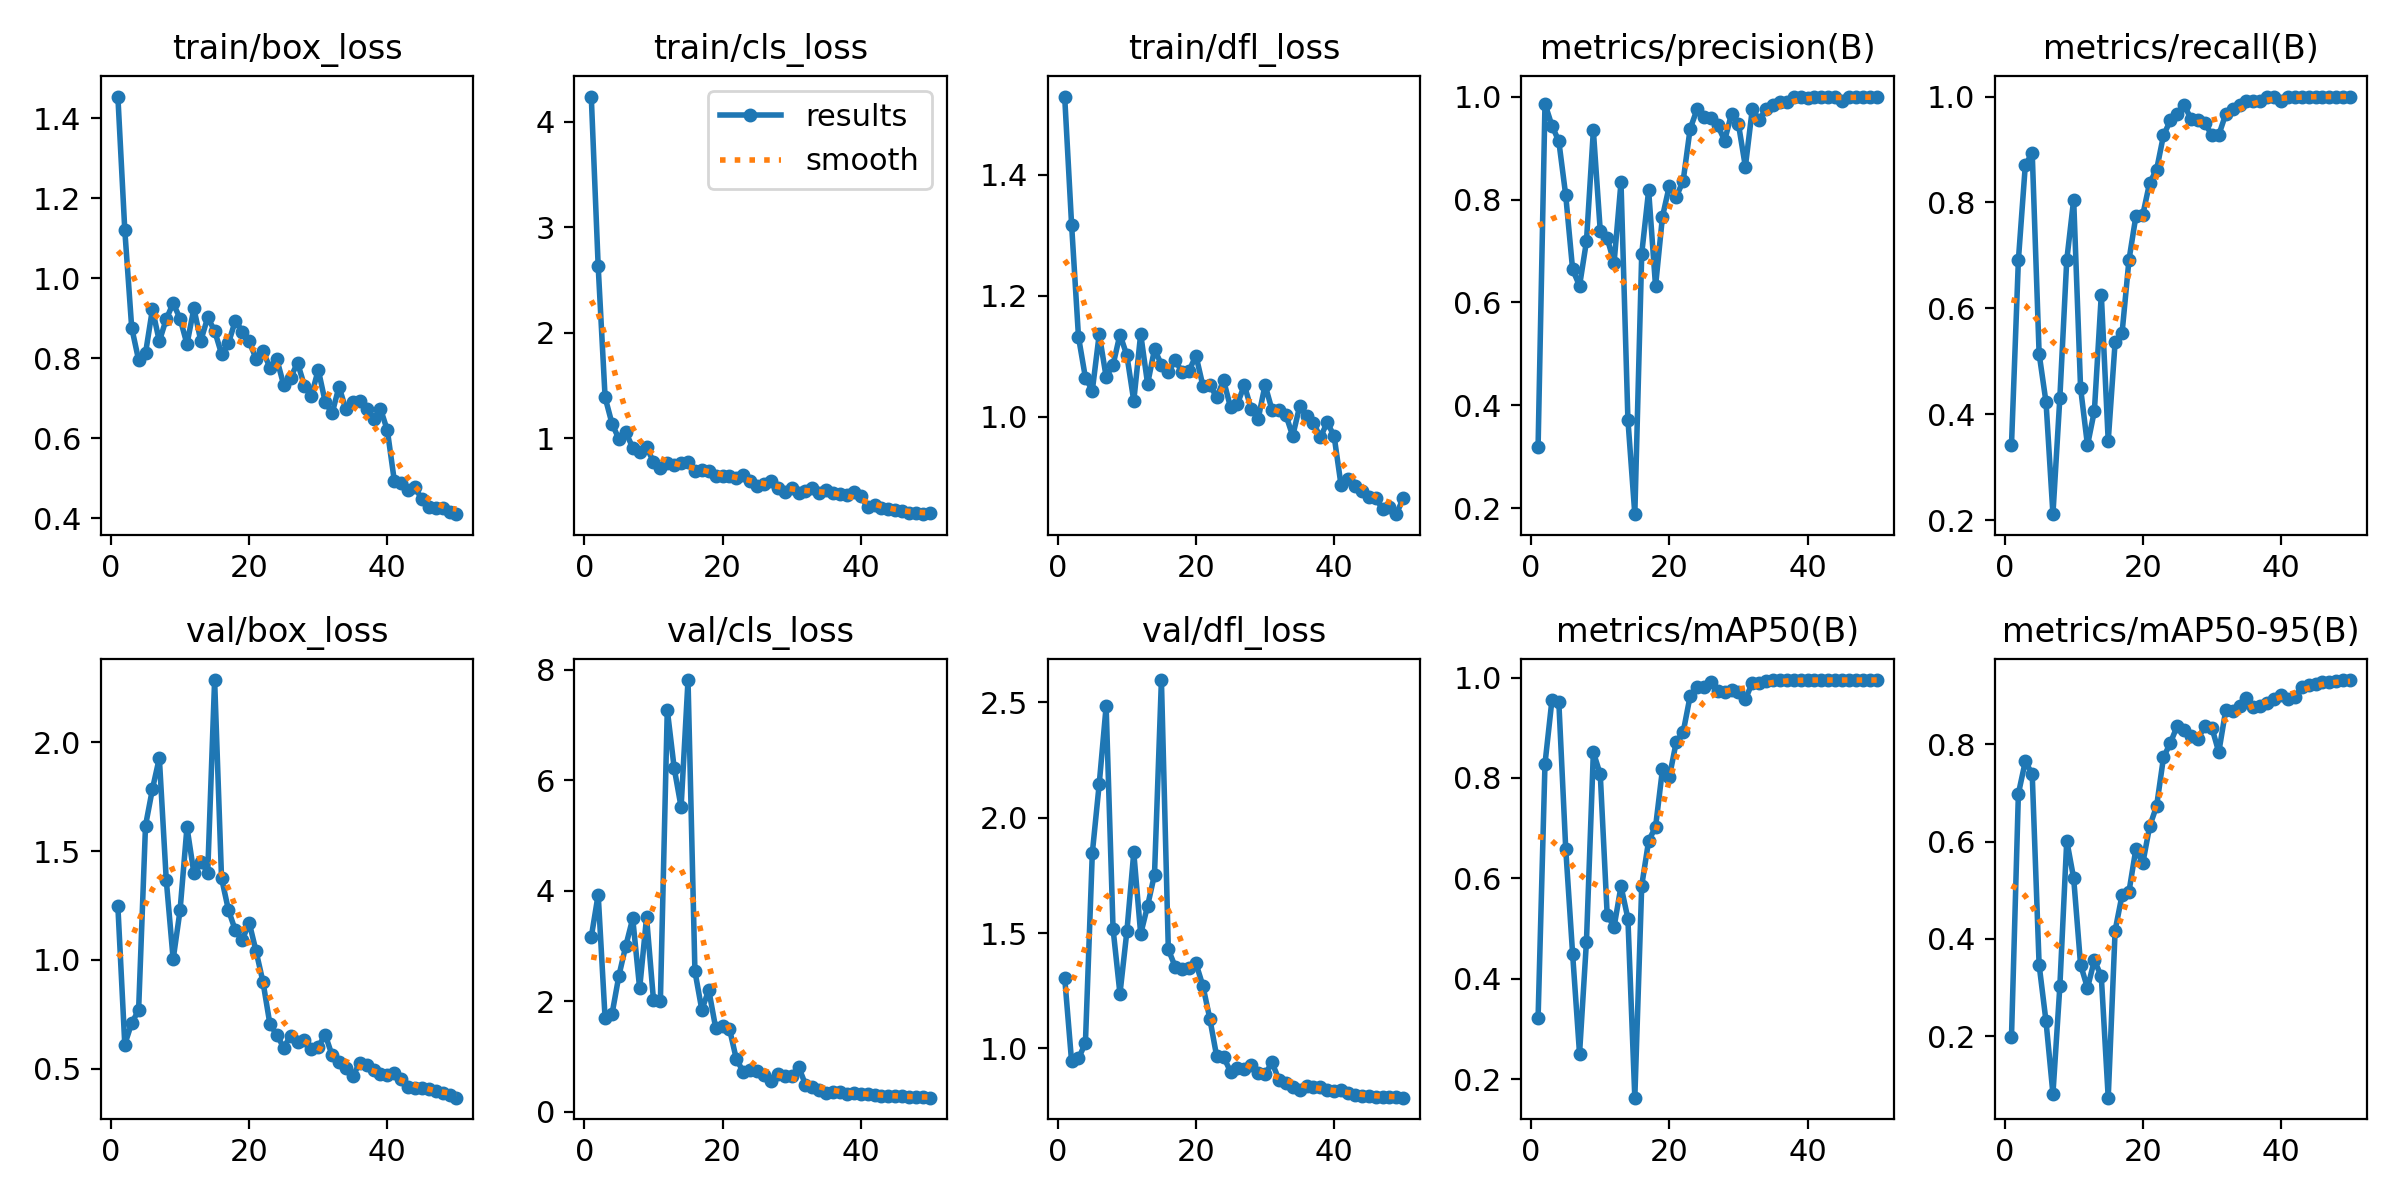 train/box_loss
train/cls_loss
train/dfl_loss
metrics/precision(B)
metrics/recall(B)
1.4
1.2
1.0
0.8
0.6
0.4
0 20 40
results
smooth
4
3
2
1
0 20 40
1.4
1.2
1.0
0 20 40
1.0
0.8
0.6
0.4
0.2
0 20 40
1.0
0.8
0.6
0.4
0.2
0 20 40
val/box_loss
val/cls_loss
val/dfl_loss
metrics/mAP50(B)
metrics/mAP50-95(B)
2.0
1.5
1.0
0.5
0 20 40
8
6
4
2
0
0 20 40
2.5
2.0
1.5
1.0
0 20 40
1.0
0.8
0.6
0.4
0.2
0 20 40
0.8
0.6
0.4
0.2
0 20 40